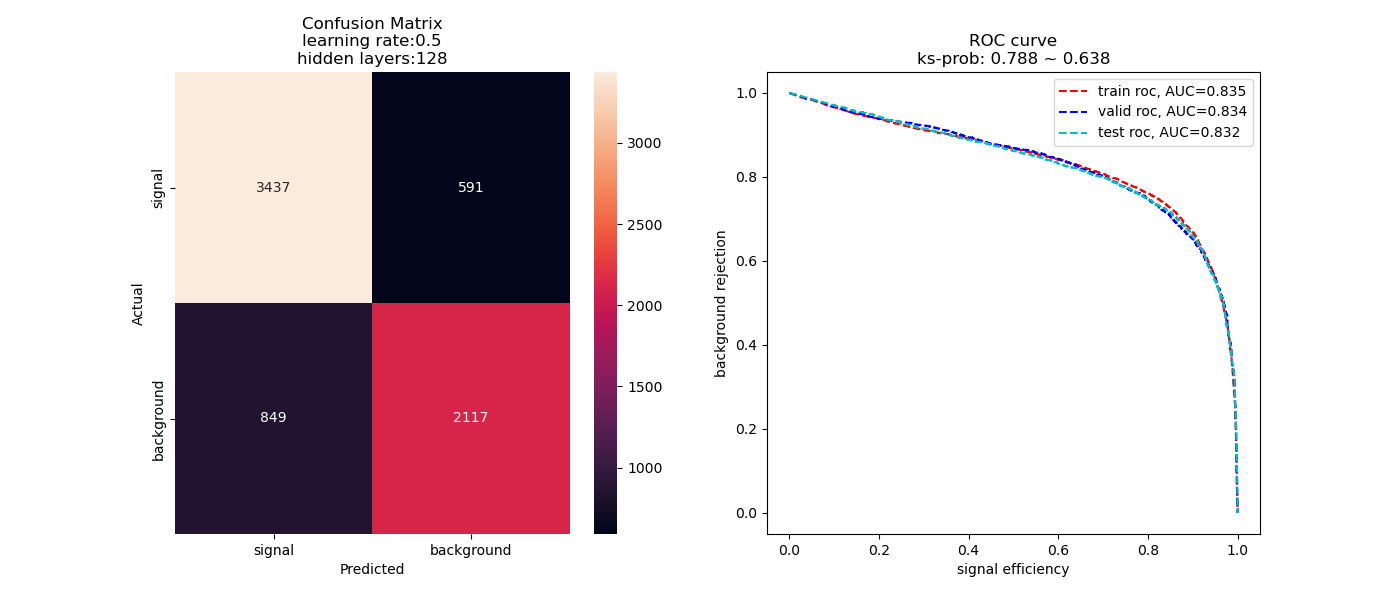 Confusion Matrix
learning rate:0.5
hidden layers:128
signal
background
Actual
3437
591
849
2117
signal
background
Predicted
3000
2500
2000
1500
1000
ROC curve
ks-prob: 0.788 ~ 0.638
train roc, AUC=0.835
valid roc, AUC=0.834
test roc, AUC=0.832
background rejection
1.0
0.8
0.6
0.4
0.2
0.0
0.0
0.2
0.4
0.6
0.8
1.0
signal efficiency